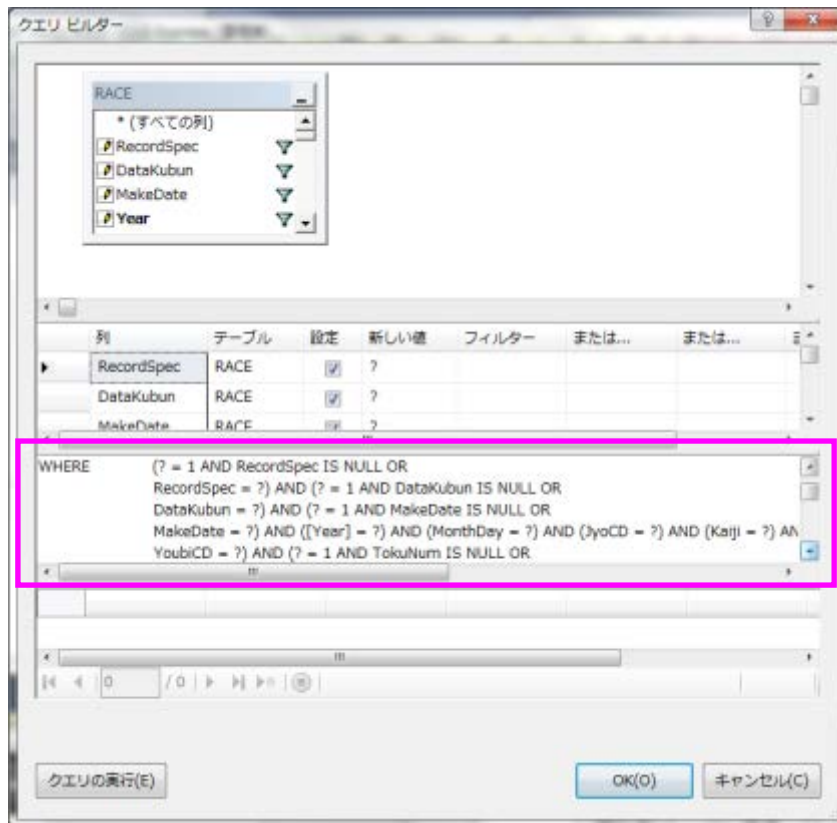 クエリ ビルダー
RACE
* (すべての列)
RecordSpec
DataKubun
MakeDate
Year
列 テーブル 設定 新しい値 フィルター または... または...
RecordSpec RACE ?
DataKubun RACE ?
MakeDate RACE ?
WHERE (? = 1 AND RecordSpec IS NULL OR
RecordSpec = ?) AND (? = 1 AND DataKubun IS NULL OR
DataKubun = ?) AND (? = 1 AND MakeDate IS NULL OR
MakeDate = ?) AND ([Year] = ?) AND (MonthDay = ?) AND (JyoCD = ?) AND (Kaiji = ?) AN
YoubiCD = ?) AND (? = 1 AND TokuNum IS NULL OR
0 / 0
クエリの実行(E) OK(O) キャンセル(C)